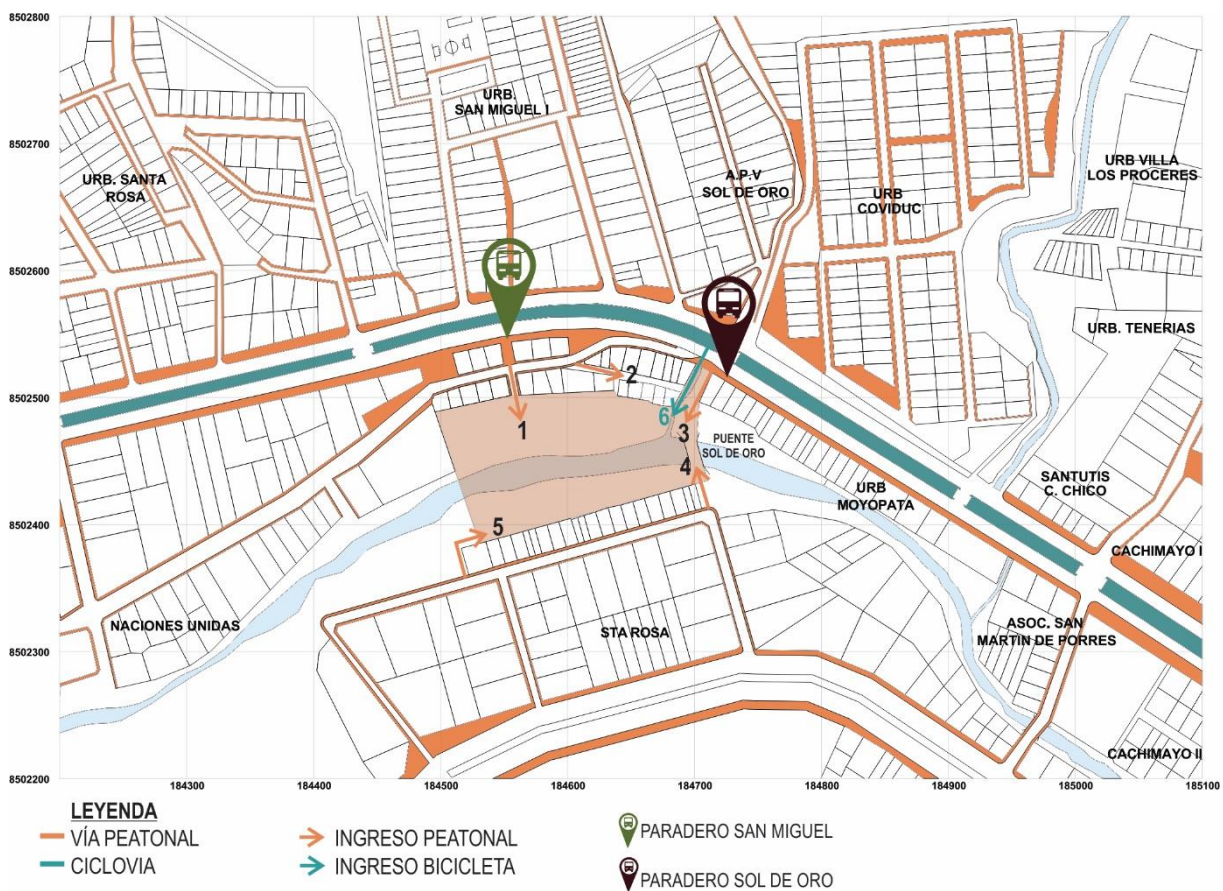 8502800
8502700
8502600
8502500
8502400
8502300
8502200
URB.
SAN MIGUEL I
URB. SANTA
ROSA
A.P.V
SOL DE ORO
URB
COVIDUC
URB VILLA
LOS PROCERES
URB. TENERIAS
2
1
6
3
PUENTE
SOL DE ORO
4
5
URB
MOYOPATA
SANTUTIS
C. CHICO
CACHIMAYO I
NACIONES UNIDAS
STA ROSA
ASOC. SAN
MARTIN DE PORRES
CACHIMAYO II
184300
184400
184500
184600
184700
184800
184900
185000
185100
LEYENDA
VÍA PEATONAL
CICLOVIA
INGRESO PEATONAL
INGRESO BICICLETA
PARADERO SAN MIGUEL
PARADERO SOL DE ORO